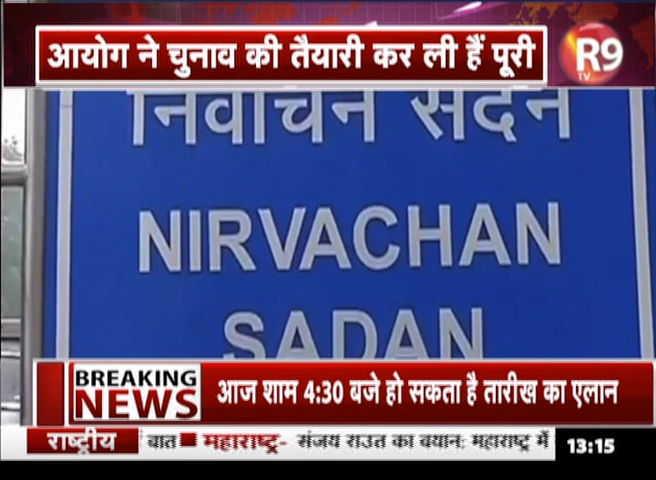 आयोग ने चुनाव की तैयारी कर ली हैं पूरी
R9
TV
निर्वाचन सदन
NIRVACHAN
SADAN
BREAKING
NEWS
आज शाम 4:30 बजे हो सकता है तारीख का एलान
राष्ट्रीय
बात ■ महाराष्ट्र- संजय राउत का बयान: महाराष्ट्र में
13:15